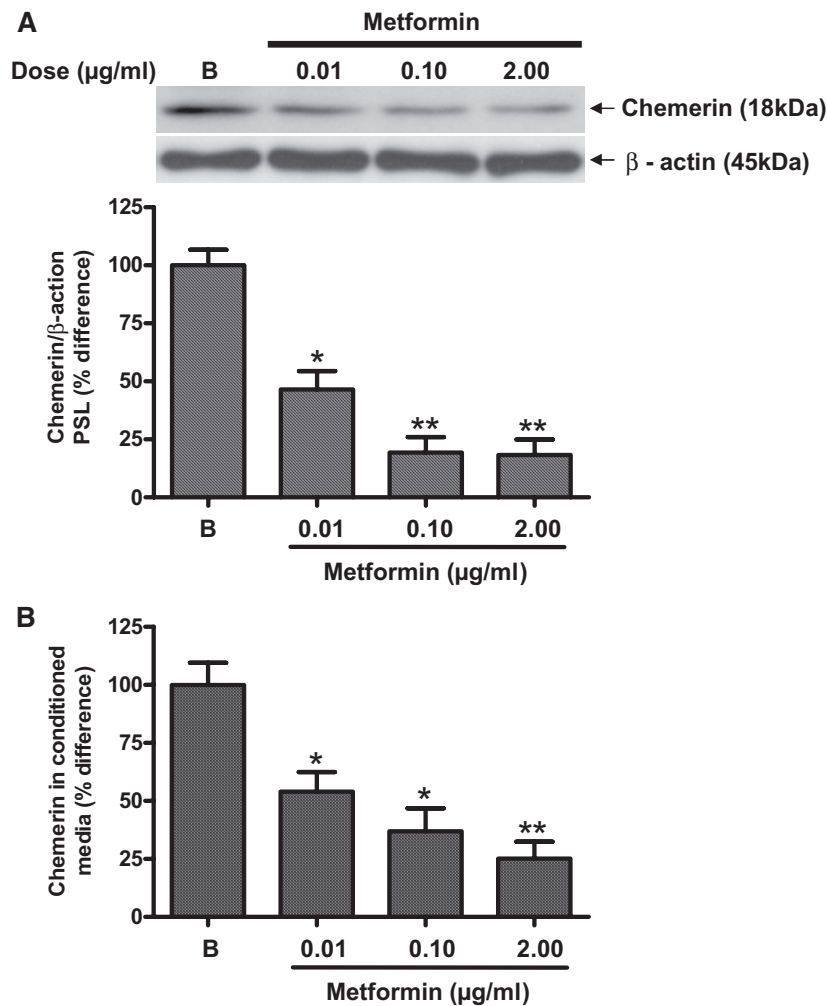 A
Metformin
Dose (µg/ml) B 0.01 0.10 2.00
Chemerin (18kDa)
β - actin (45kDa)
Chemerin/β-action
PSL (% difference)
125
100
75
50
25
0
*
**
**
B 0.01 0.10 2.00
Metformin (µg/ml)
B
Chemerin in conditioned
media (% difference)
125
100
75
50
25
0
*
*
**
B 0.01 0.10 2.00
Metformin (µg/ml)